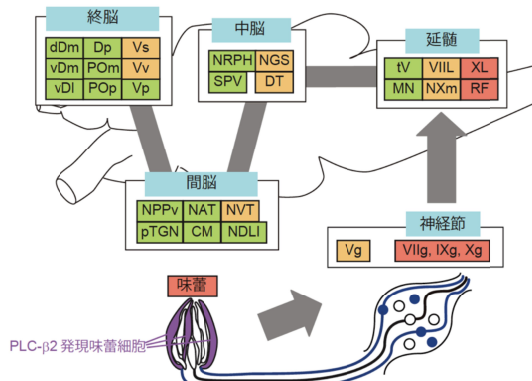 終脳
dDm Dp Vs
vDm POm Vv
vDl POp Vp
中脳
NRPH NGS
SPV DT
延髄
tV VIIL XL
MN NXm RF
間脳
NPPv NAT NVT
pTGN CM NDLI
神経節
Vg VIIg, IXg, Xg
味蕾
PLC-β2 発現味蕾細胞